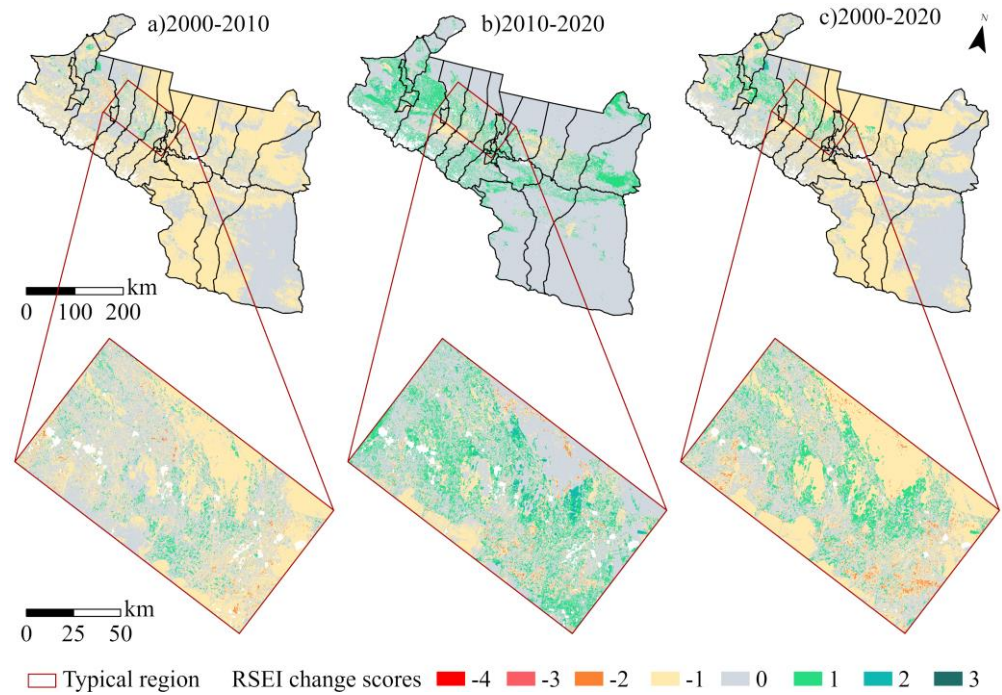 a)2000-2010
b)2010-2020
c)2000-2020
N
km
0 100 200
km
0 25 50
Typical region RSEI change scores -4 -3 -2 -1 0 1 2 3